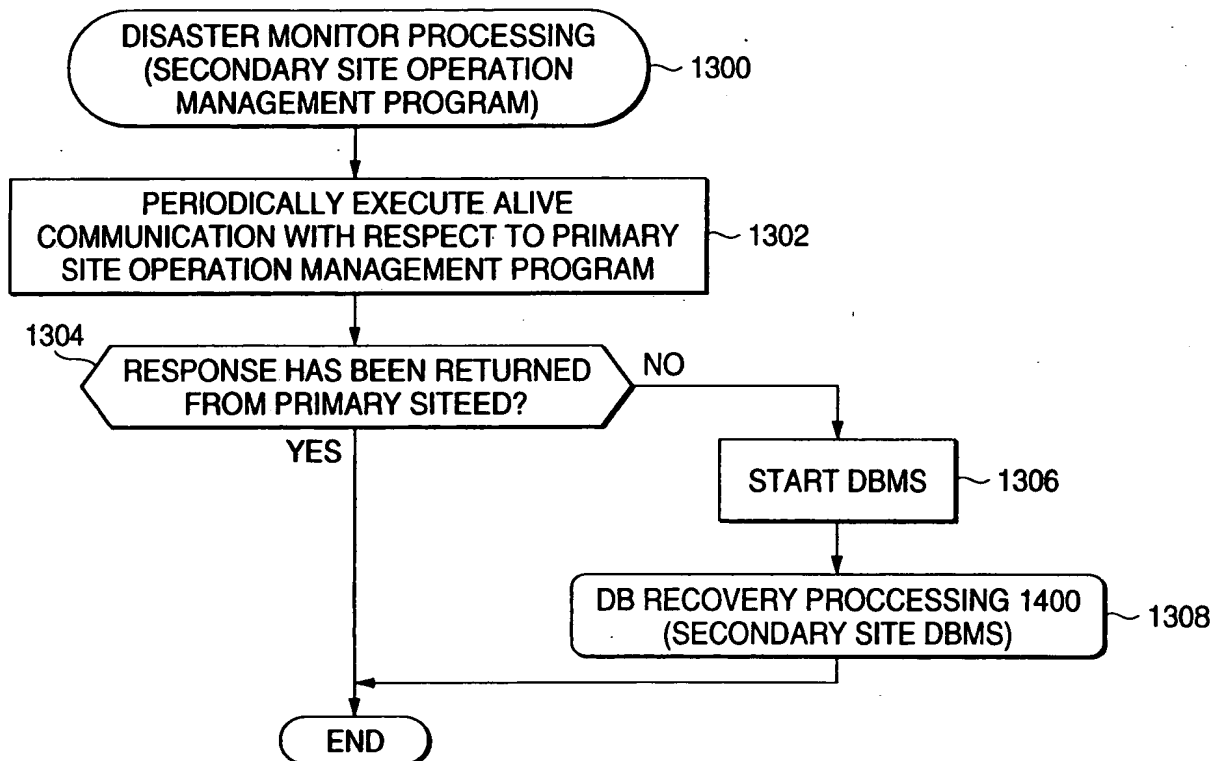 DISASTER MONITOR PROCESSING
(SECONDARY SITE OPERATION
MANAGEMENT PROGRAM)
1300
PERIODICALLY EXECUTE ALIVE
COMMUNICATION WITH RESPECT TO PRIMARY
SITE OPERATION MANAGEMENT PROGRAM
1302
1304
RESPONSE HAS BEEN RETURNED
FROM PRIMARY SITEED?
NO
YES
START DBMS
1306
DB RECOVERY PROCCESSING 1400
(SECONDARY SITE DBMS)
1308
END